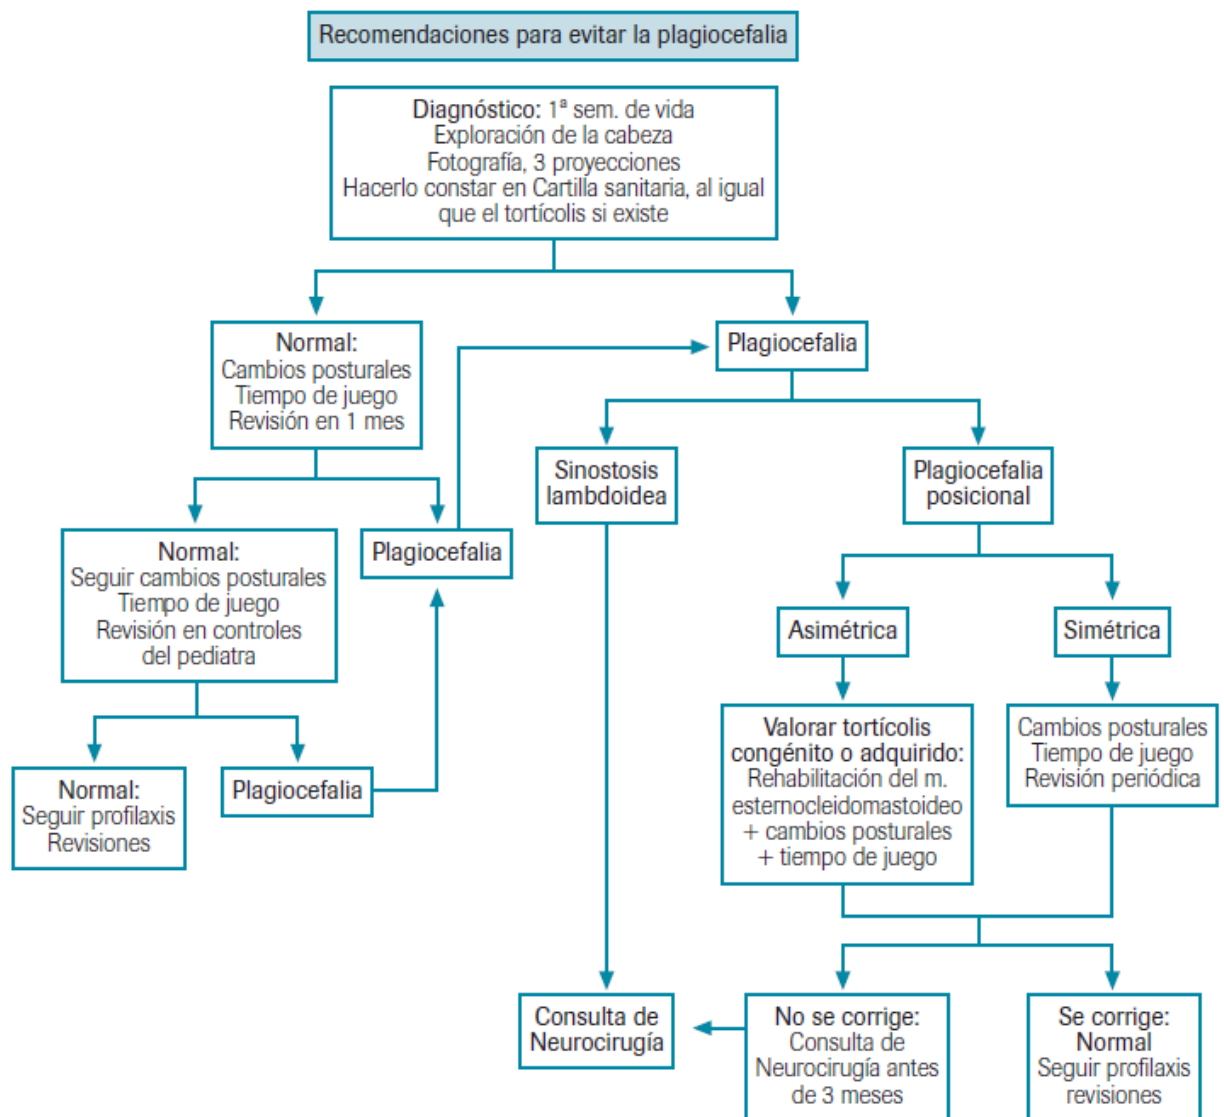 Recomendaciones para evitar la plagiocefalia
Diagnóstico: 1ª sem. de vida
Exploración de la cabeza
Fotografía, 3 proyecciones
Hacerlo constar en Cartilla sanitaria, al igual
que el tortícolis si existe
Normal:
Cambios posturales
Tiempo de juego
Revisión en 1 mes
Plagiocefalia
Sinostosis
lambdoidea
Plagiocefalia
posicional
Normal:
Seguir cambios posturales
Tiempo de juego
Revisión en controles
del pediatra
Plagiocefalia
Asimétrica
Simétrica
Normal:
Seguir profilaxis
Revisiones
Plagiocefalia
Valorar tortícolis
congénito o adquirido:
Rehabilitación del m.
esternocleidomastoideo
+ cambios posturales
+ tiempo de juego
Cambios posturales
Tiempo de juego
Revisión periódica
Consulta de
Neurocirugía
No se corrige:
Consulta de
Neurocirugía antes
de 3 meses
Se corrige:
Normal
Seguir profilaxis
revisiones